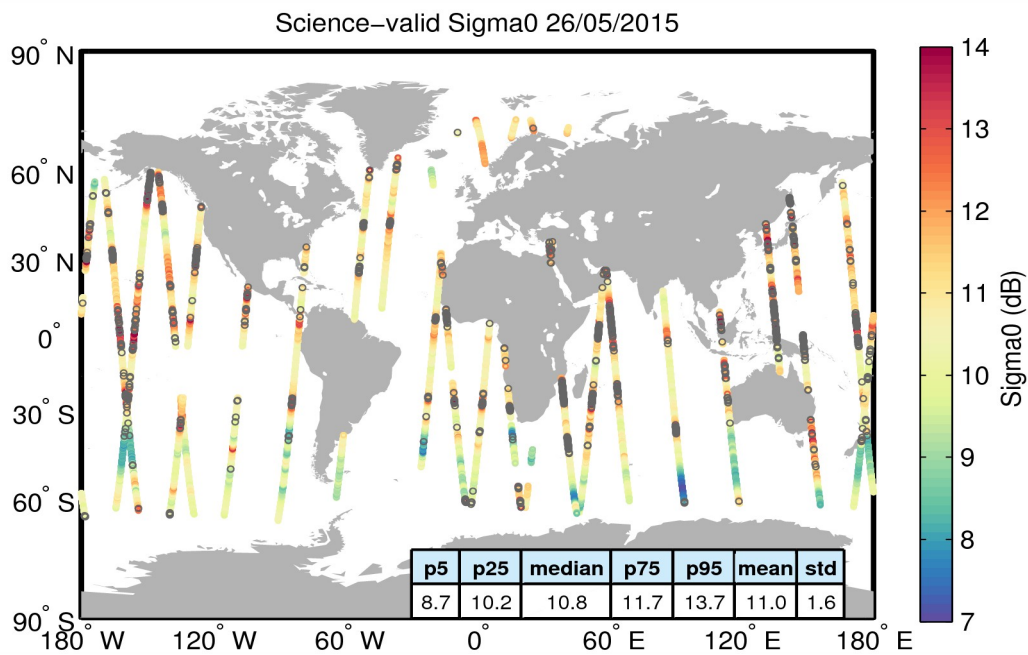 Science−valid Sigma0 26/05/2015
90° N
60° N
30° N
0°
30° S
60° S
90° S
180° W
120° W
60° W
0°
60° E
120° E
180° E
14
13
12
11
10
9
8
7
Sigma0 (dB)
p5 p25 median p75 p95 mean std
8.7 10.2 10.8 11.7 13.7 11.0 1.6